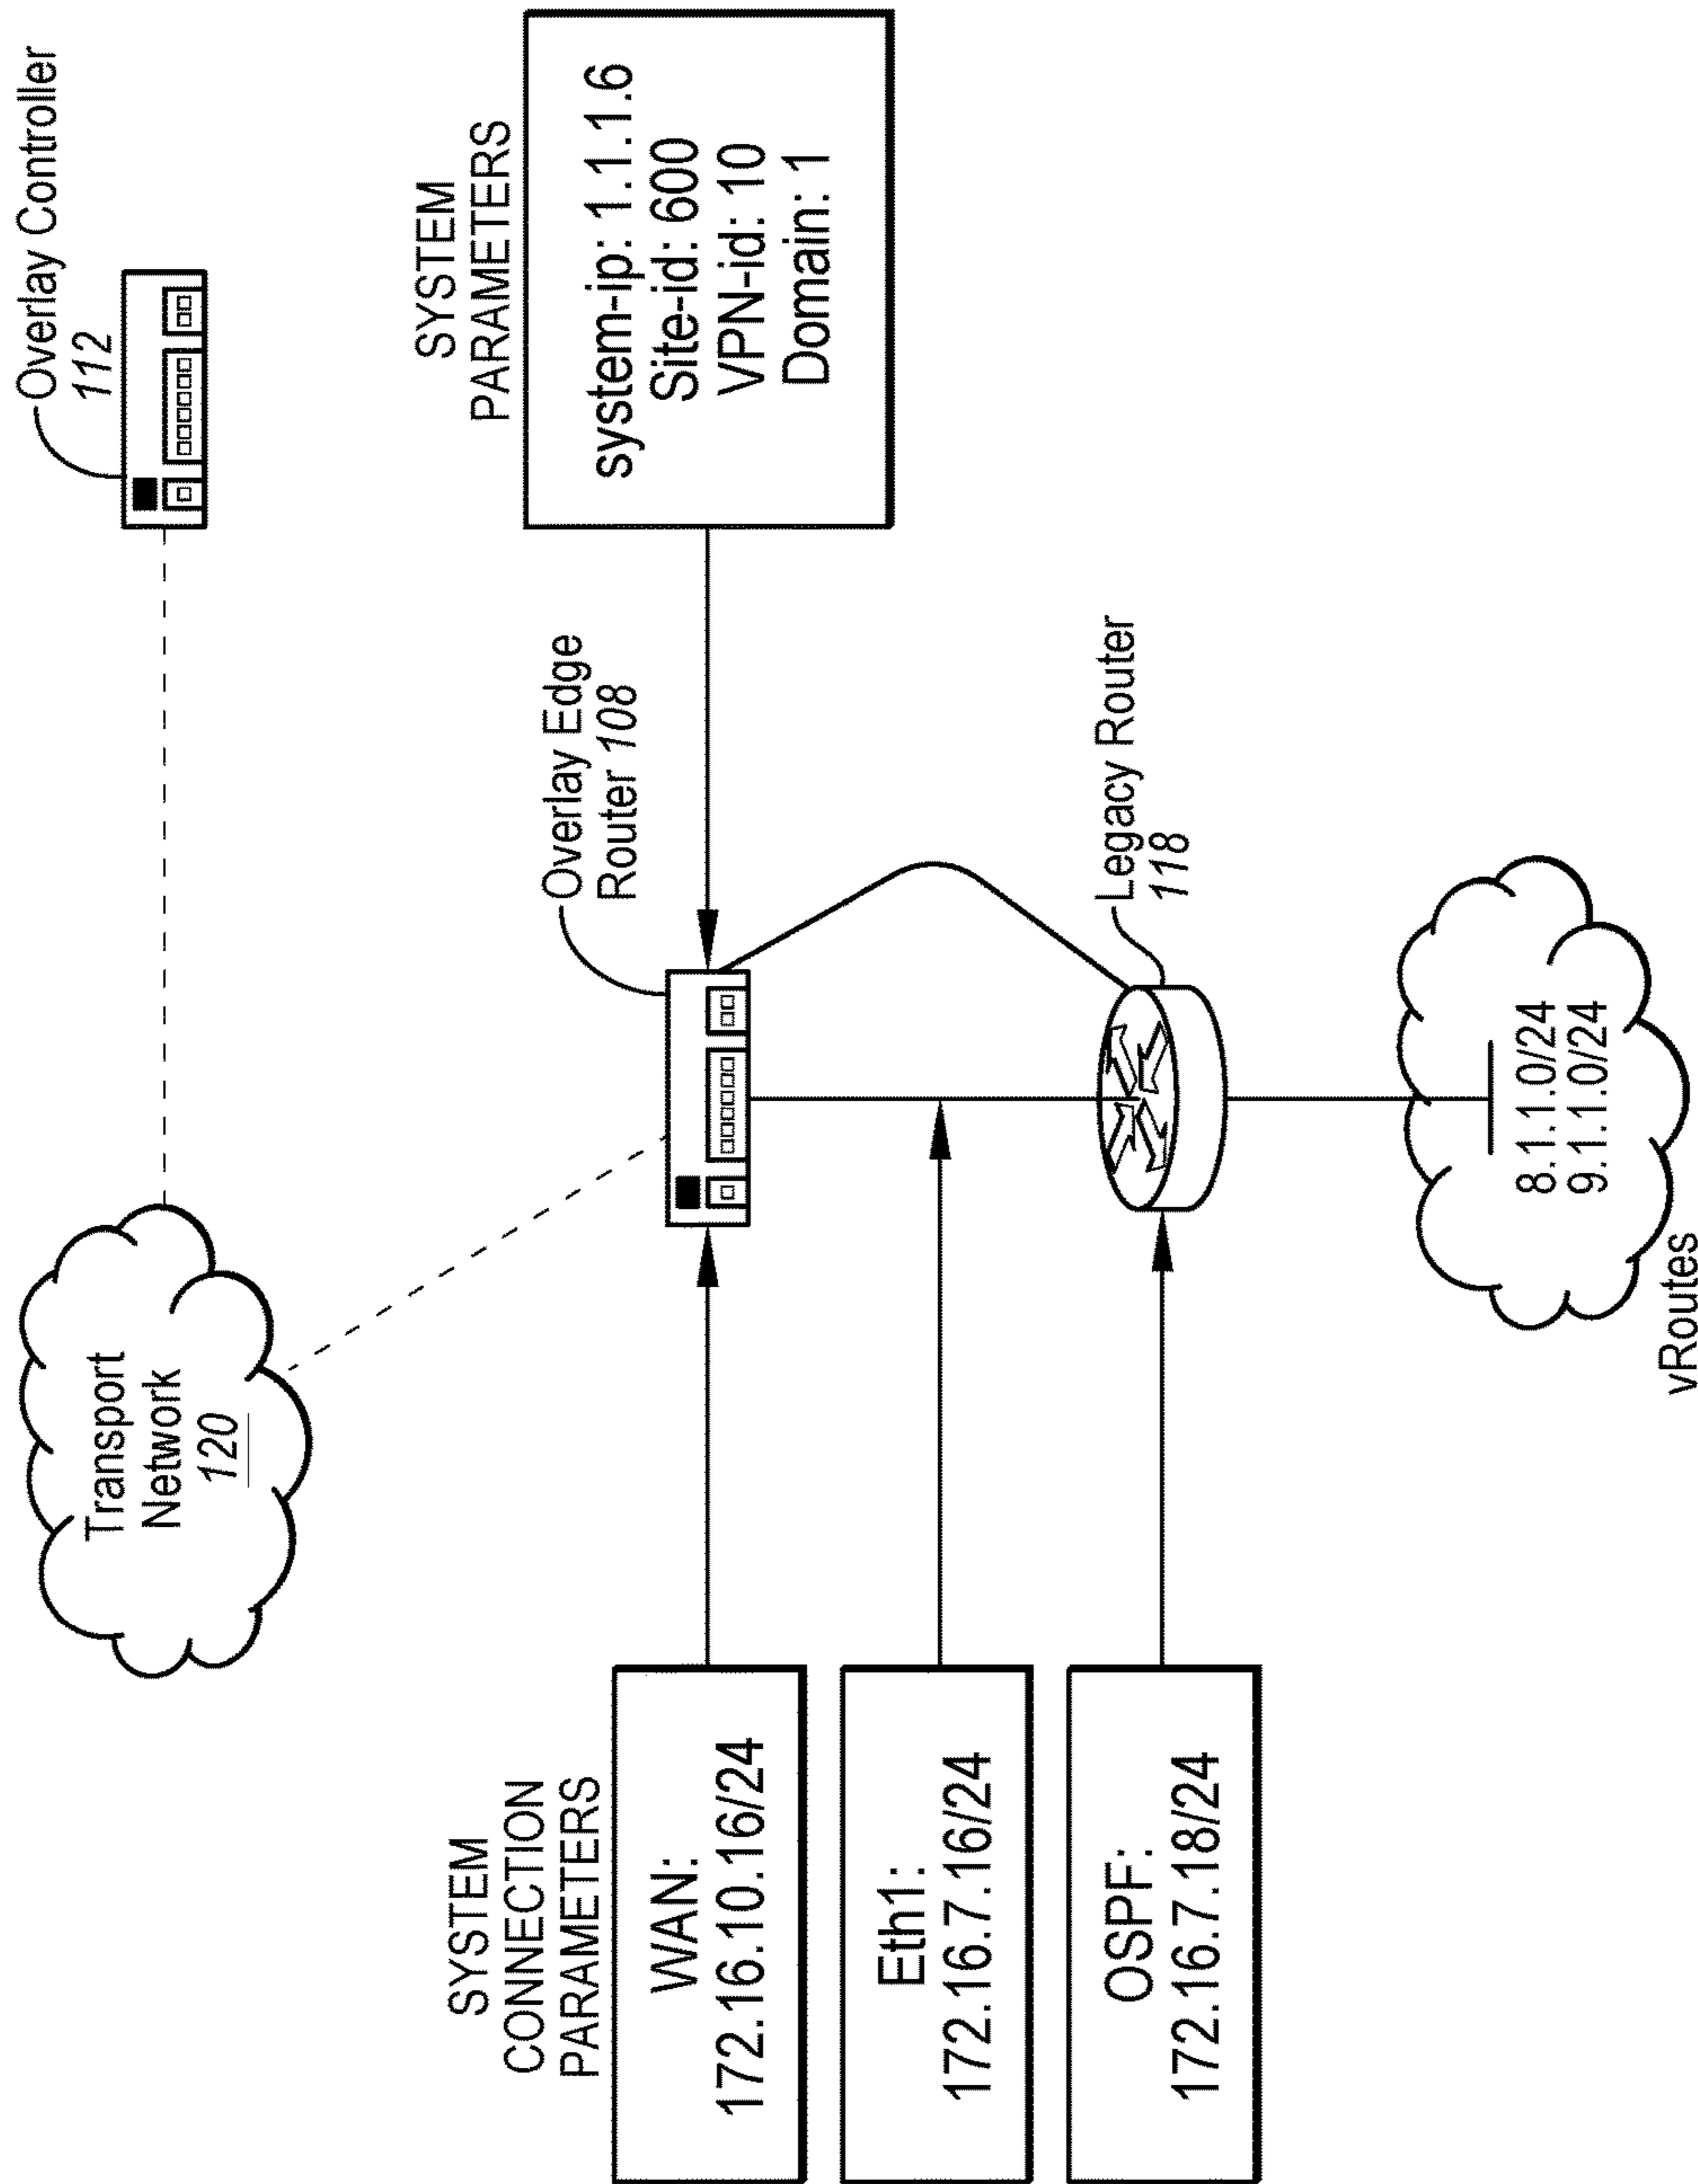 Transport
Network
120
Overlay Controller
112
SYSTEM
CONNECTION
PARAMETERS
WAN:
172.16.10.16/24
Eth1:
172.16.7.16/24
OSPF:
172.16.7.18/24
Overlay Edge
Router 108
SYSTEM
PARAMETERS
system-ip: 1.1.1.6
Site-id: 600
VPN-id: 10
Domain: 1
Legacy Router
118
8.1.1.0/24
9.1.1.0/24
vRoutes